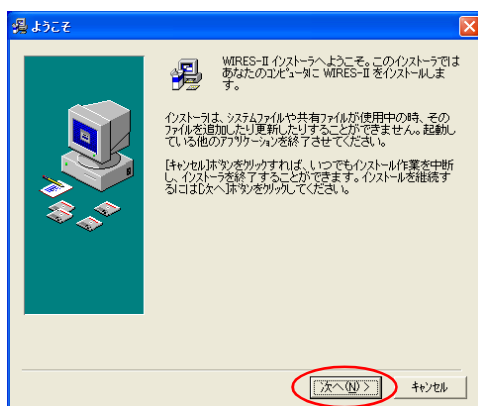 ようこそ
WIRES-II インストーラへようこそ。このインストーラでは
あなたのｺﾝﾋﾟｭｰﾀに WIRES-II をインストールしま
す。
インストーラは、システムファイルや共有ファイルが使用中の時、その
ファイルを追加したり更新したりすることができません。起動し
ている他のアプリケーションを終了させてください。
[キャンセル]ボタンをクリックすれば、いつでもインストール作業を中断
し、インストーラを終了することができます。インストールを継続す
るには[次へ]ボタンをクリックしてください。
次へ(N) >
キャンセル